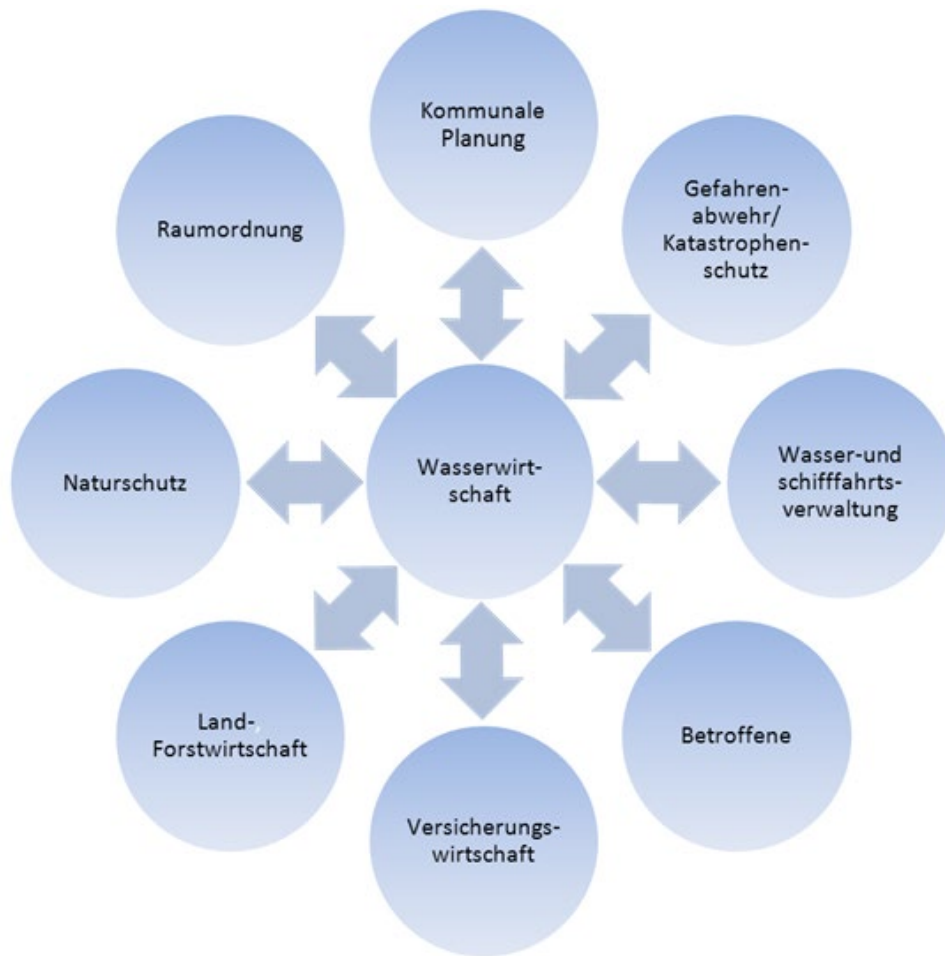 Kommunale
Planung
Gefahren-
abwehr/
Katastrophen-
schutz
Raumordnung
Wasser-und
schifffahrts-
verwaltung
Wasserwirt-
schaft
Naturschutz
Land-,
Forstwirtschaft
Betroffene
Versicherungs-
wirtschaft